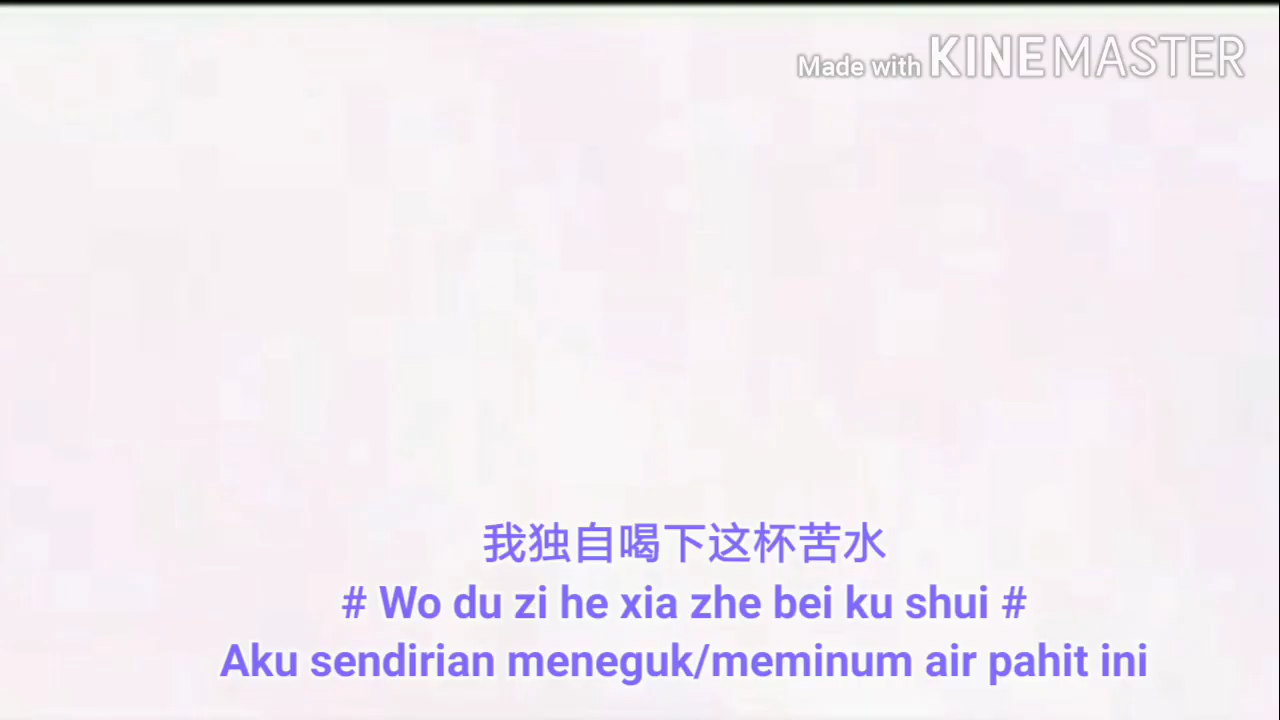 Made with KINEMASTER
我独自喝下这杯苦水
# Wo du zi he xia zhe bei ku shui #
Aku sendirian meneguk/meminum air pahit ini